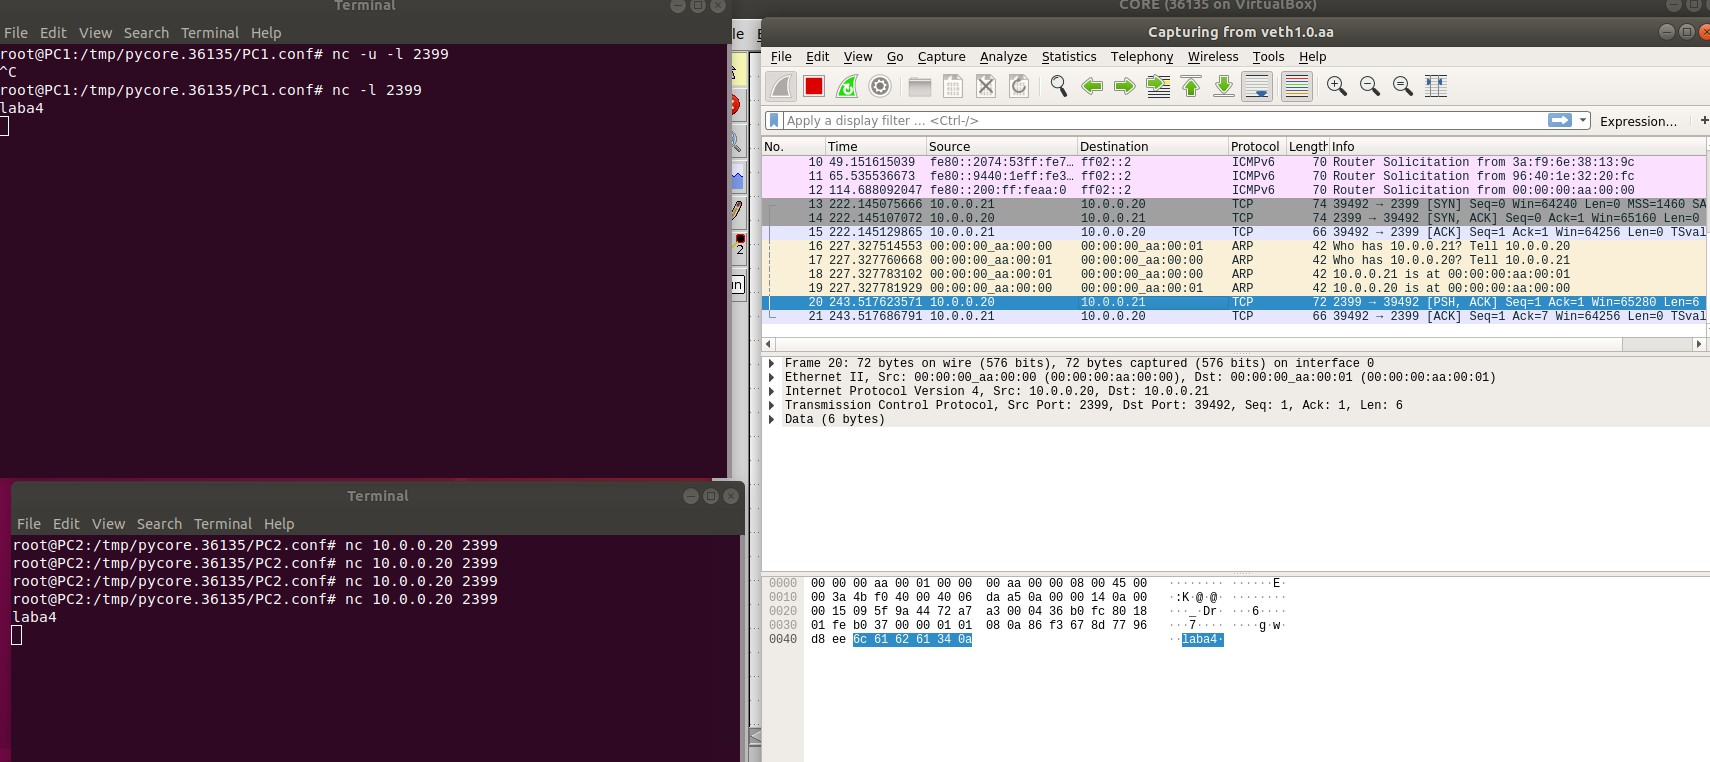 Terminal
File Edit View Search Terminal Help
root@PC1:/tmp/pycore.36135/PC1.conf# nc -u -l 2399
^C
root@PC1:/tmp/pycore.36135/PC1.conf# nc -l 2399
laba4
Terminal
File Edit View Search Terminal Help
root@PC2:/tmp/pycore.36135/PC2.conf# nc 10.0.0.20 2399
root@PC2:/tmp/pycore.36135/PC2.conf# nc 10.0.0.20 2399
root@PC2:/tmp/pycore.36135/PC2.conf# nc 10.0.0.20 2399
root@PC2:/tmp/pycore.36135/PC2.conf# nc 10.0.0.20 2399
laba4
CORE (36135 on VirtualBox)
le
2
Capturing from veth1.0.aa
File Edit View Go Capture Analyze Statistics Telephony Wireless Tools Help
Apply a display filter ... <Ctrl-/> Expression... +
No. Time Source Destination Protocol Length Info
10 49.151615039 fe80::2074:53ff:fe7… ff02::2 ICMPv6 70 Router Solicitation from 3a:f9:6e:38:13:9c
11 65.535536673 fe80::9440:1eff:fe3… ff02::2 ICMPv6 70 Router Solicitation from 96:40:1e:32:20:fc
12 114.688092047 fe80::200:ff:feaa:0 ff02::2 ICMPv6 70 Router Solicitation from 00:00:00:aa:00:00
13 222.145075666 10.0.0.21 10.0.0.20 TCP 74 39492 → 2399 [SYN] Seq=0 Win=64240 Len=0 MSS=1460 SA
14 222.145107072 10.0.0.20 10.0.0.21 TCP 74 2399 → 39492 [SYN, ACK] Seq=0 Ack=1 Win=65160 Len=0
15 222.145129865 10.0.0.21 10.0.0.20 TCP 66 39492 → 2399 [ACK] Seq=1 Ack=1 Win=64256 Len=0 TSval
16 227.327514553 00:00:00_aa:00:00 00:00:00_aa:00:01 ARP 42 Who has 10.0.0.21? Tell 10.0.0.20
17 227.327760668 00:00:00_aa:00:01 00:00:00_aa:00:00 ARP 42 Who has 10.0.0.20? Tell 10.0.0.21
18 227.327783102 00:00:00_aa:00:01 00:00:00_aa:00:00 ARP 42 10.0.0.21 is at 00:00:00:aa:00:01
19 227.327781929 00:00:00_aa:00:00 00:00:00_aa:00:01 ARP 42 10.0.0.20 is at 00:00:00:aa:00:00
20 243.517623571 10.0.0.20 10.0.0.21 TCP 72 2399 → 39492 [PSH, ACK] Seq=1 Ack=1 Win=65280 Len=6
21 243.517686791 10.0.0.21 10.0.0.20 TCP 66 39492 → 2399 [ACK] Seq=1 Ack=7 Win=64256 Len=0 TSval
Frame 20: 72 bytes on wire (576 bits), 72 bytes captured (576 bits) on interface 0
Ethernet II, Src: 00:00:00_aa:00:00 (00:00:00:aa:00:00), Dst: 00:00:00_aa:00:01 (00:00:00:aa:00:01)
Internet Protocol Version 4, Src: 10.0.0.20, Dst: 10.0.0.21
Transmission Control Protocol, Src Port: 2399, Dst Port: 39492, Seq: 1, Ack: 1, Len: 6
Data (6 bytes)
0000 00 00 00 aa 00 01 00 00 00 aa 00 00 08 00 45 00 ········ ······E·
0010 00 3a 4b f0 40 00 40 06 da a5 0a 00 00 14 0a 00 ·:K·@·@· ········
0020 00 15 09 5f 9a 44 72 a7 a3 00 04 36 b0 fc 80 18 ···_·Dr· ···6····
0030 01 fe b0 37 00 00 01 01 08 0a 86 f3 67 8d 77 96 ···7···· ····g·w·
0040 d8 ee 6c 61 62 61 34 0a ··laba4·